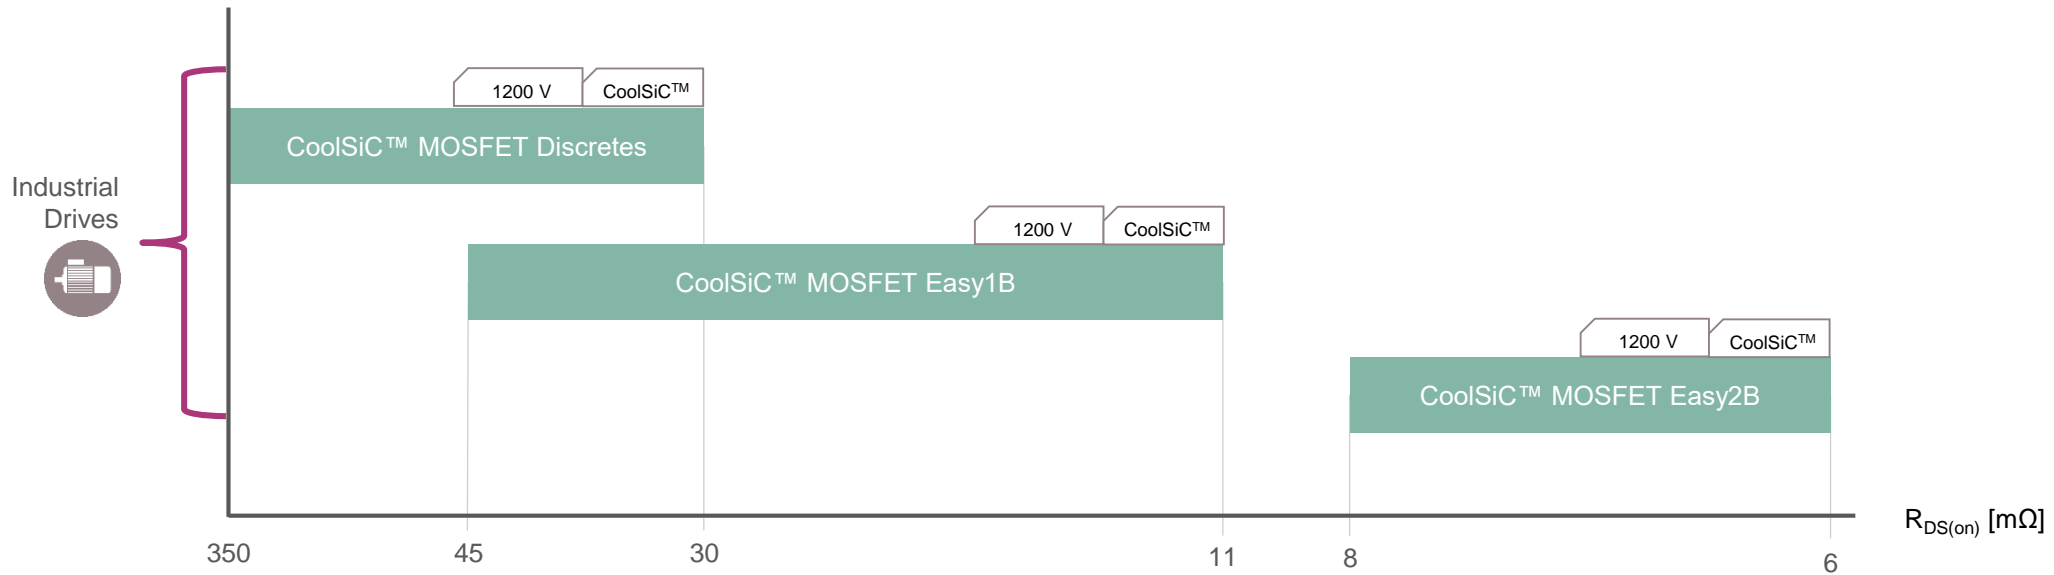 1200 V
CoolSiC™
CoolSiC™ MOSFET Discretes
Industrial
Drives
1200 V
CoolSiC™
CoolSiC™ MOSFET Easy1B
1200 V
CoolSiC™
CoolSiC™ MOSFET Easy2B
350
45
30
11
8
6
RDS(on) [mΩ]